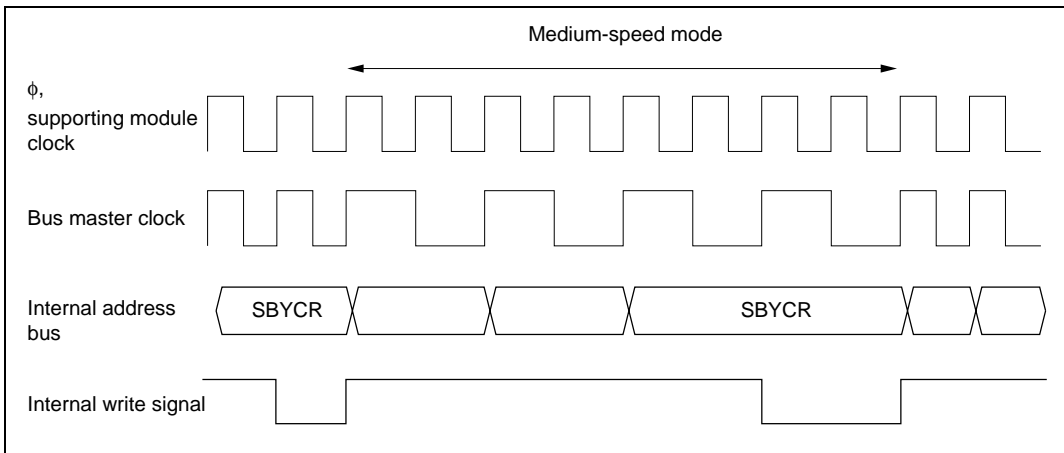 Medium-speed mode
ϕ,
supporting module
clock
Bus master clock
Internal address
bus
SBYCR
SBYCR
Internal write signal